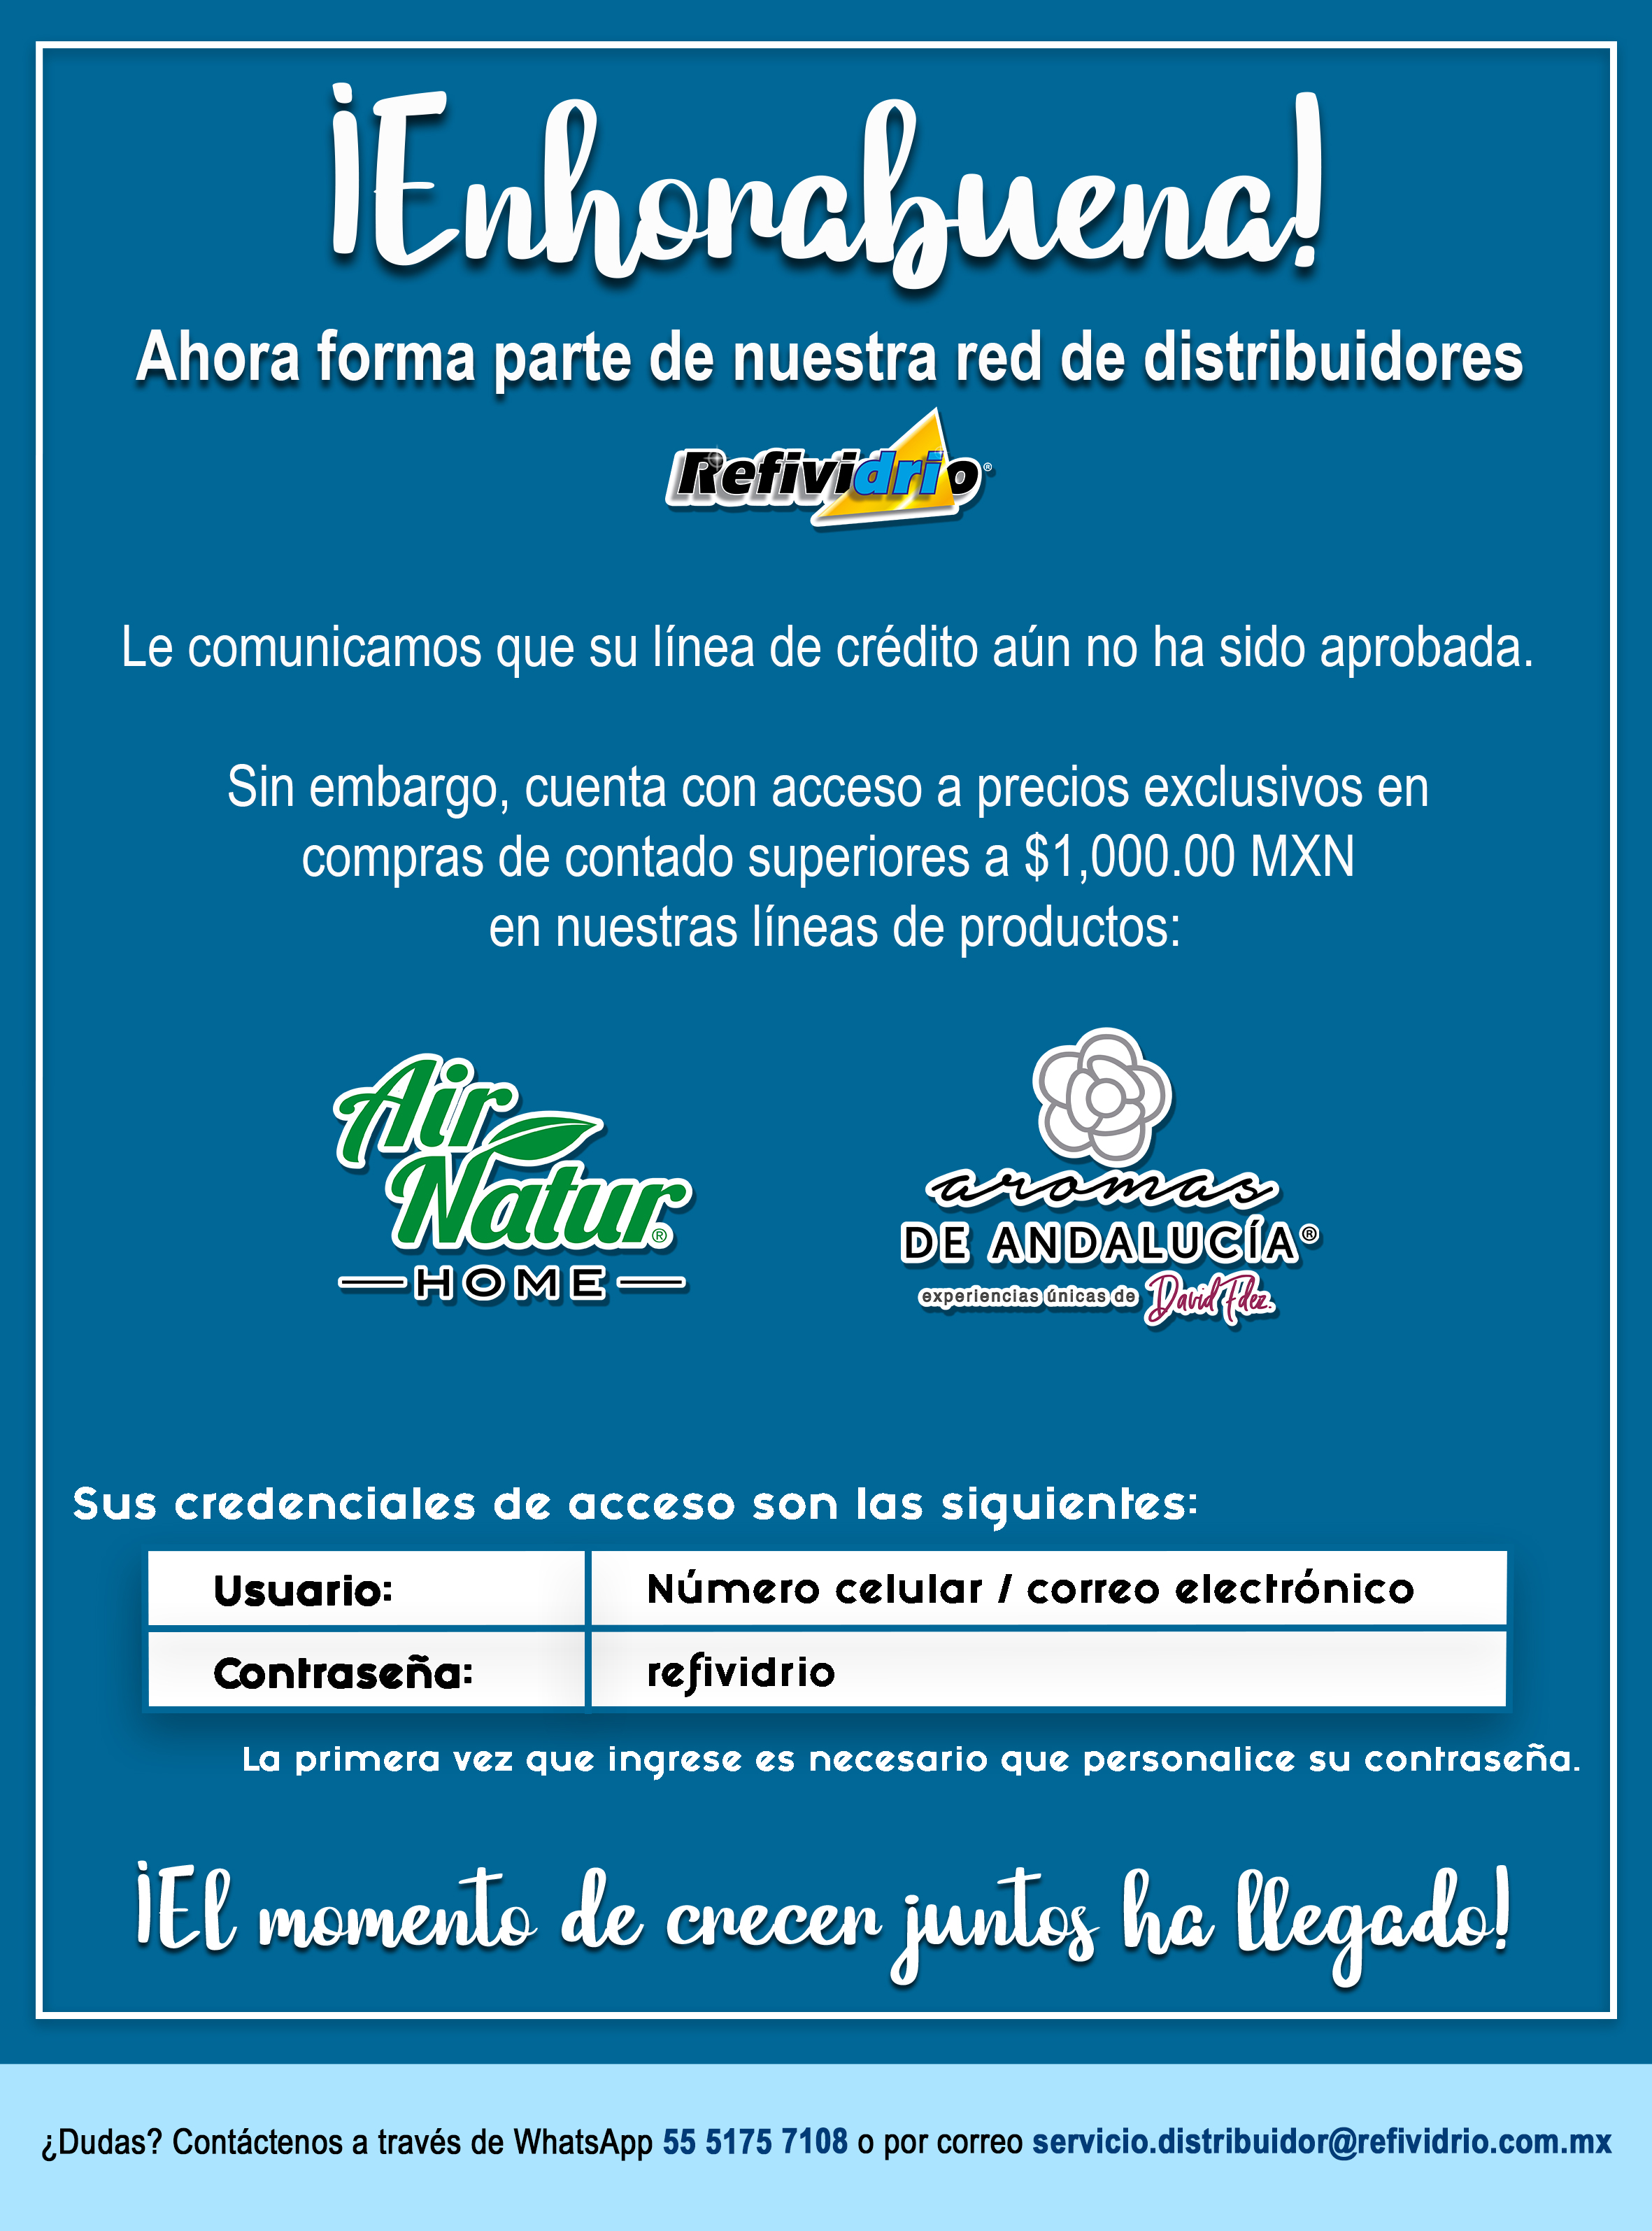 ¡Enhorabuena!
Ahora forma parte de nuestra red de distribuidores
Refividrio®
Le comunicamos que su línea de crédito aún no ha sido aprobada.
Sin embargo, cuenta con acceso a precios exclusivos en
compras de contado superiores a $1,000.00 MXN
en nuestras líneas de productos:
Air
Natur®
HOME
aromas
DE ANDALUCÍA®
experiencias únicas de David Fdez.
Sus credenciales de acceso son las siguientes:
Usuario: Número celular / correo electrónico
Contraseña: refividrio
La primera vez que ingrese es necesario que personalice su contraseña.
¡El momento de crecer juntos ha llegado!
¿Dudas? Contáctenos a través de WhatsApp 55 5175 7108 o por correo servicio.distribuidor@refividrio.com.mx